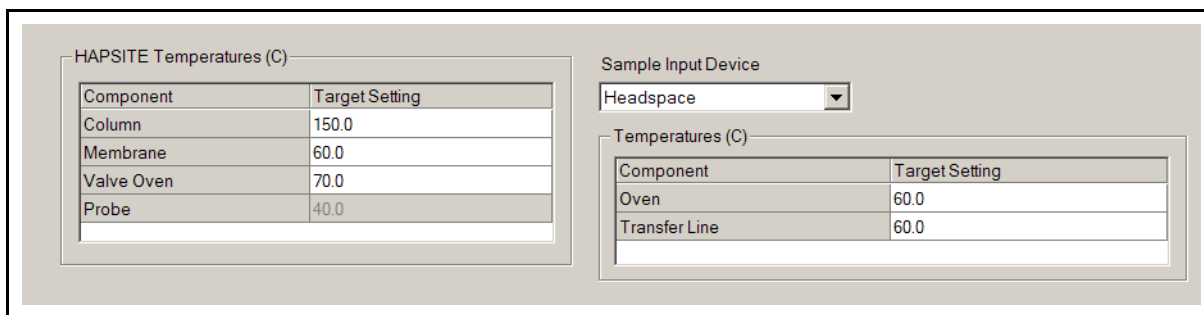 HAPSITE Temperatures (C)
Component Target Setting
Column 150.0
Membrane 60.0
Valve Oven 70.0
Probe 40.0
Sample Input Device
Headspace
Temperatures (C)
Component Target Setting
Oven 60.0
Transfer Line 60.0